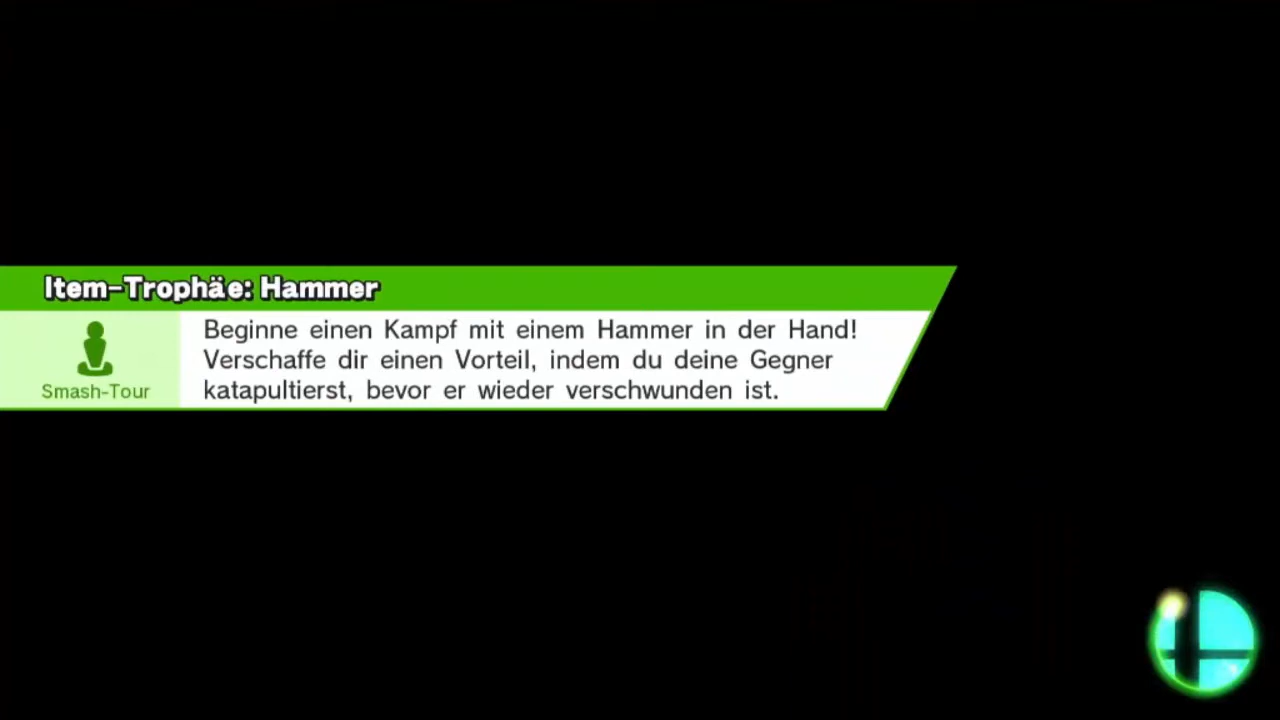 Item-Trophäe: Hammer
Beginne einen Kampf mit einem Hammer in der Hand!
Verschaffe dir einen Vorteil, indem du deine Gegner
katapultierst, bevor er wieder verschwunden ist.
Smash-Tour